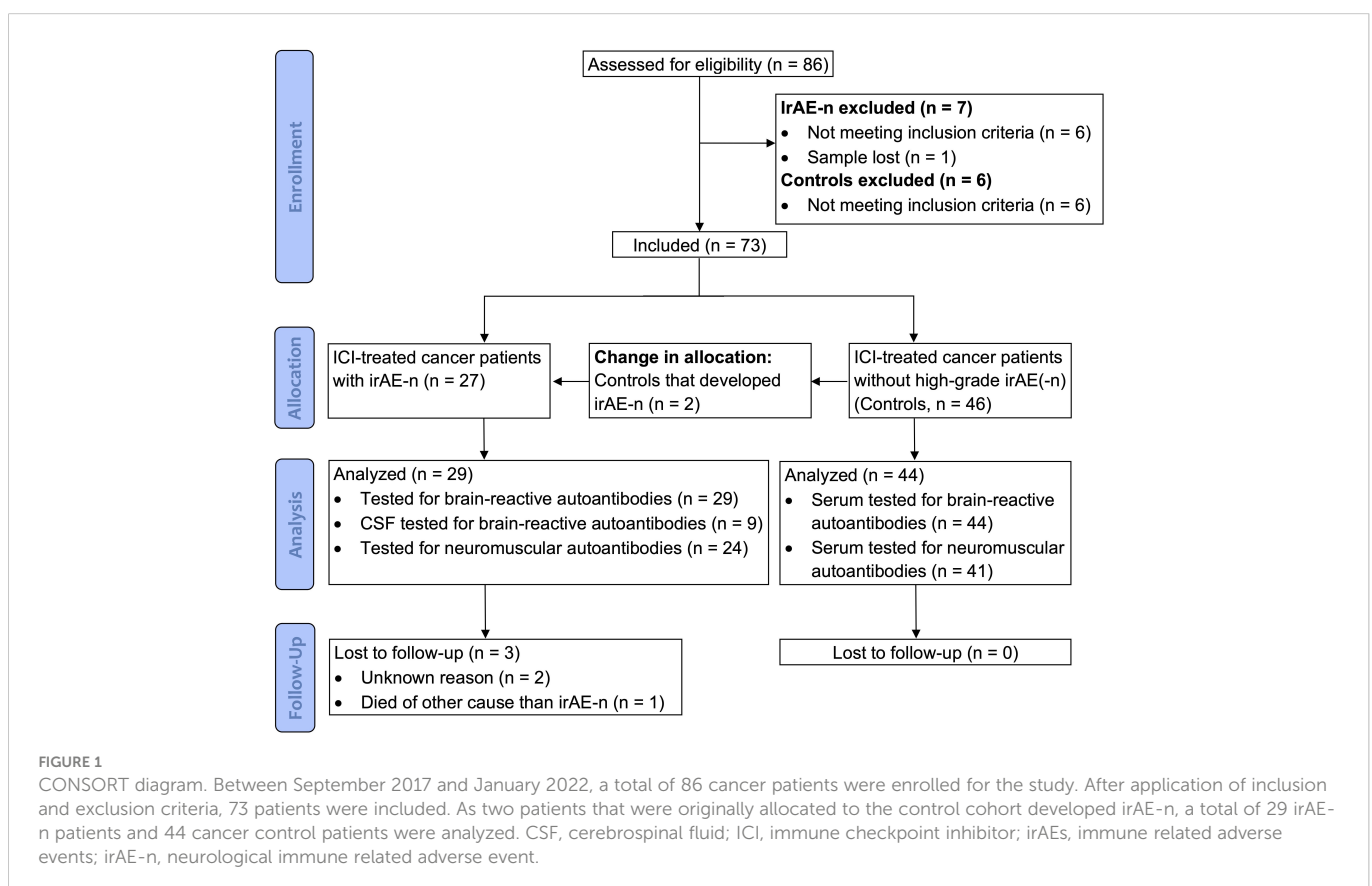 Enrollment
Assessed for eligibility (n = 86)
IrAE-n excluded (n = 7)
• Not meeting inclusion criteria (n = 6)
• Sample lost (n = 1)
Controls excluded (n = 6)
• Not meeting inclusion criteria (n = 6)
Included (n = 73)
Allocation
ICI-treated cancer patients
with irAE-n (n = 27)
Change in allocation:
Controls that developed
irAE-n (n = 2)
ICI-treated cancer patients
without high-grade irAE(-n)
(Controls, n = 46)
Analysis
Analyzed (n = 29)
• Tested for brain-reactive autoantibodies (n = 29)
• CSF tested for brain-reactive autoantibodies (n = 9)
• Tested for neuromuscular autoantibodies (n = 24)
Analyzed (n = 44)
• Serum tested for brain-reactive
autoantibodies (n = 44)
• Serum tested for neuromuscular
autoantibodies (n = 41)
Follow-Up
Lost to follow-up (n = 3)
• Unknown reason (n = 2)
• Died of other cause than irAE-n (n = 1)
Lost to follow-up (n = 0)
FIGURE 1
CONSORT diagram. Between September 2017 and January 2022, a total of 86 cancer patients were enrolled for the study. After application of inclusion
and exclusion criteria, 73 patients were included. As two patients that were originally allocated to the control cohort developed irAE-n, a total of 29 irAE-
n patients and 44 cancer control patients were analyzed. CSF, cerebrospinal fluid; ICI, immune checkpoint inhibitor; irAEs, immune related adverse
events; irAE-n, neurological immune related adverse event.